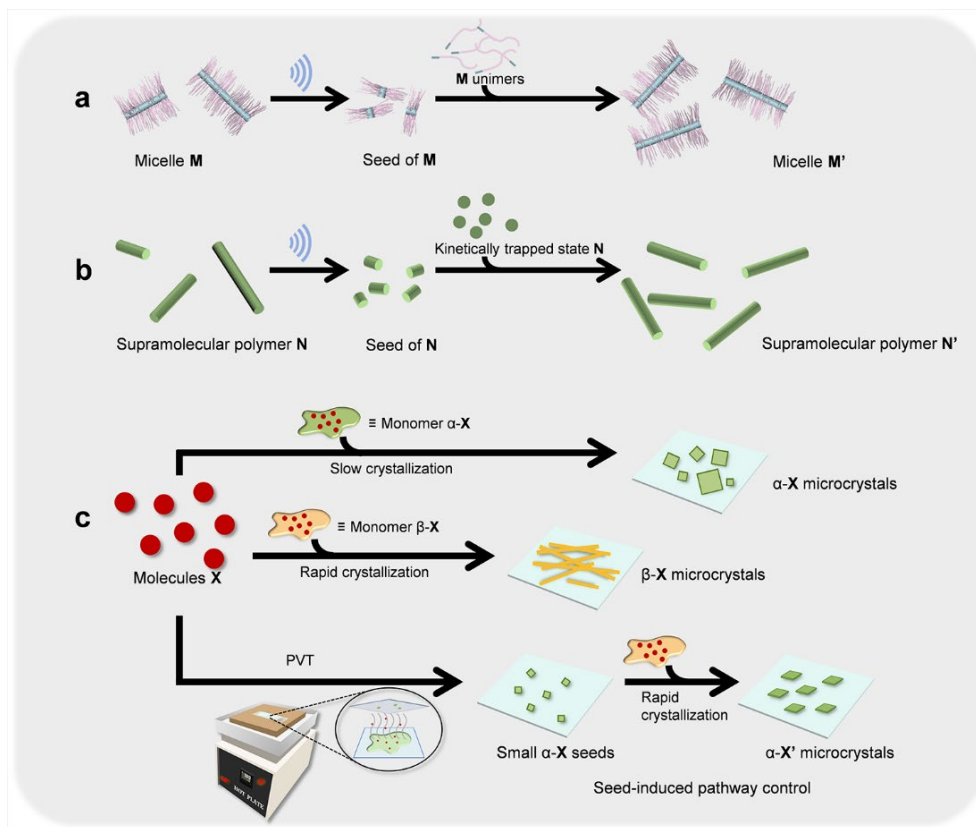 a
M unimers
Micelle M
Seed of M
Micelle M’
b
Kinetically trapped state N
Supramolecular polymer N
Seed of N
Supramolecular polymer N’
c
≡ Monomer α-X
Slow crystallization
α-X microcrystals
≡ Monomer β-X
Rapid crystallization
β-X microcrystals
Molecules X
PVT
Rapid
crystallization
Small α-X seeds
α-X’ microcrystals
Seed-induced pathway control
HOT PLATE